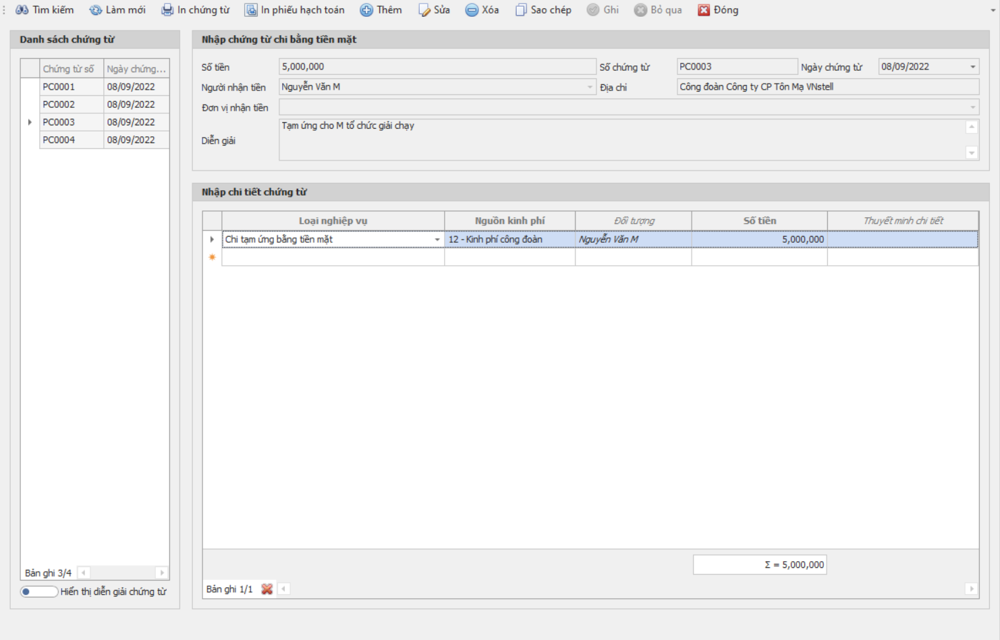 Tìm kiếm Làm mới In chứng từ In phiếu hạch toán Thêm Sửa Xóa Sao chép Ghi Bỏ qua Đóng
Danh sách chứng từ
Chứng từ số Ngày chứng...
PC0001 08/09/2022
PC0002 08/09/2022
PC0003 08/09/2022
PC0004 08/09/2022
Bản ghi 3/4
Hiển thị diễn giải chứng từ
Nhập chứng từ chi bằng tiền mặt
Số tiền 5,000,000 Số chứng từ PC0003 Ngày chứng từ 08/09/2022
Người nhận tiền Nguyễn Văn M Địa chỉ Công đoàn Công ty CP Tôn Mạ VNstell
Đơn vị nhận tiền
Diễn giải Tạm ứng cho M tổ chức giải chạy
Nhập chi tiết chứng từ
Loại nghiệp vụ Nguồn kinh phí Đối tượng Số tiền Thuyết minh chi tiết
Chi tạm ứng bằng tiền mặt 12 - Kinh phí công đoàn Nguyễn Văn M 5,000,000
Σ = 5,000,000
Bản ghi 1/1